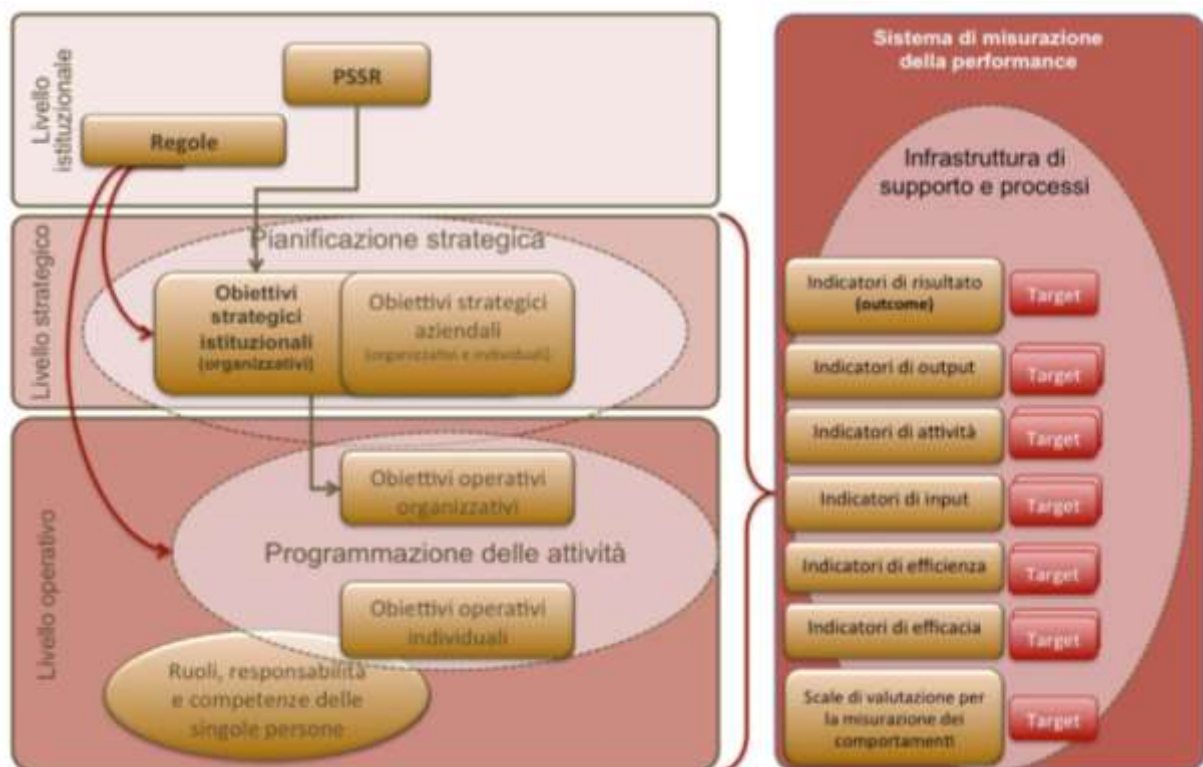 Livello
istituzionale
PSSR
Regole
Livello strategico
Pianificazione strategica
Obiettivi
strategici
istituzionali
(organizzativi)
Obiettivi strategici
aziendali
(organizzativi e individuali)
Livello operativo
Obiettivi operativi
organizzativi
Programmazione delle attività
Obiettivi operativi
individuali
Ruoli, responsabilità
e competenze delle
singole persone
Sistema di misurazione
della performance
Infrastruttura di
supporto e processi
Indicatori di risultato
(outcome)
Target
Indicatori di output
Target
Indicatori di attività
Target
Indicatori di input
Target
Indicatori di efficienza
Target
Indicatori di efficacia
Target
Scale di valutazione per
la misurazione dei
comportamenti
Target